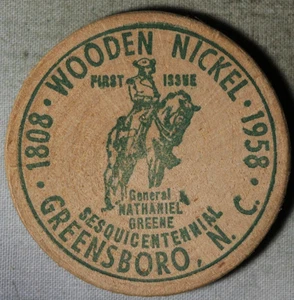 1808 · WOODEN NICKEL · 1958
FIRST ISSUE
General
NATHANIEL
GREENE
SESQUICENTENNIAL
· GREENSBORO, N. C. ·